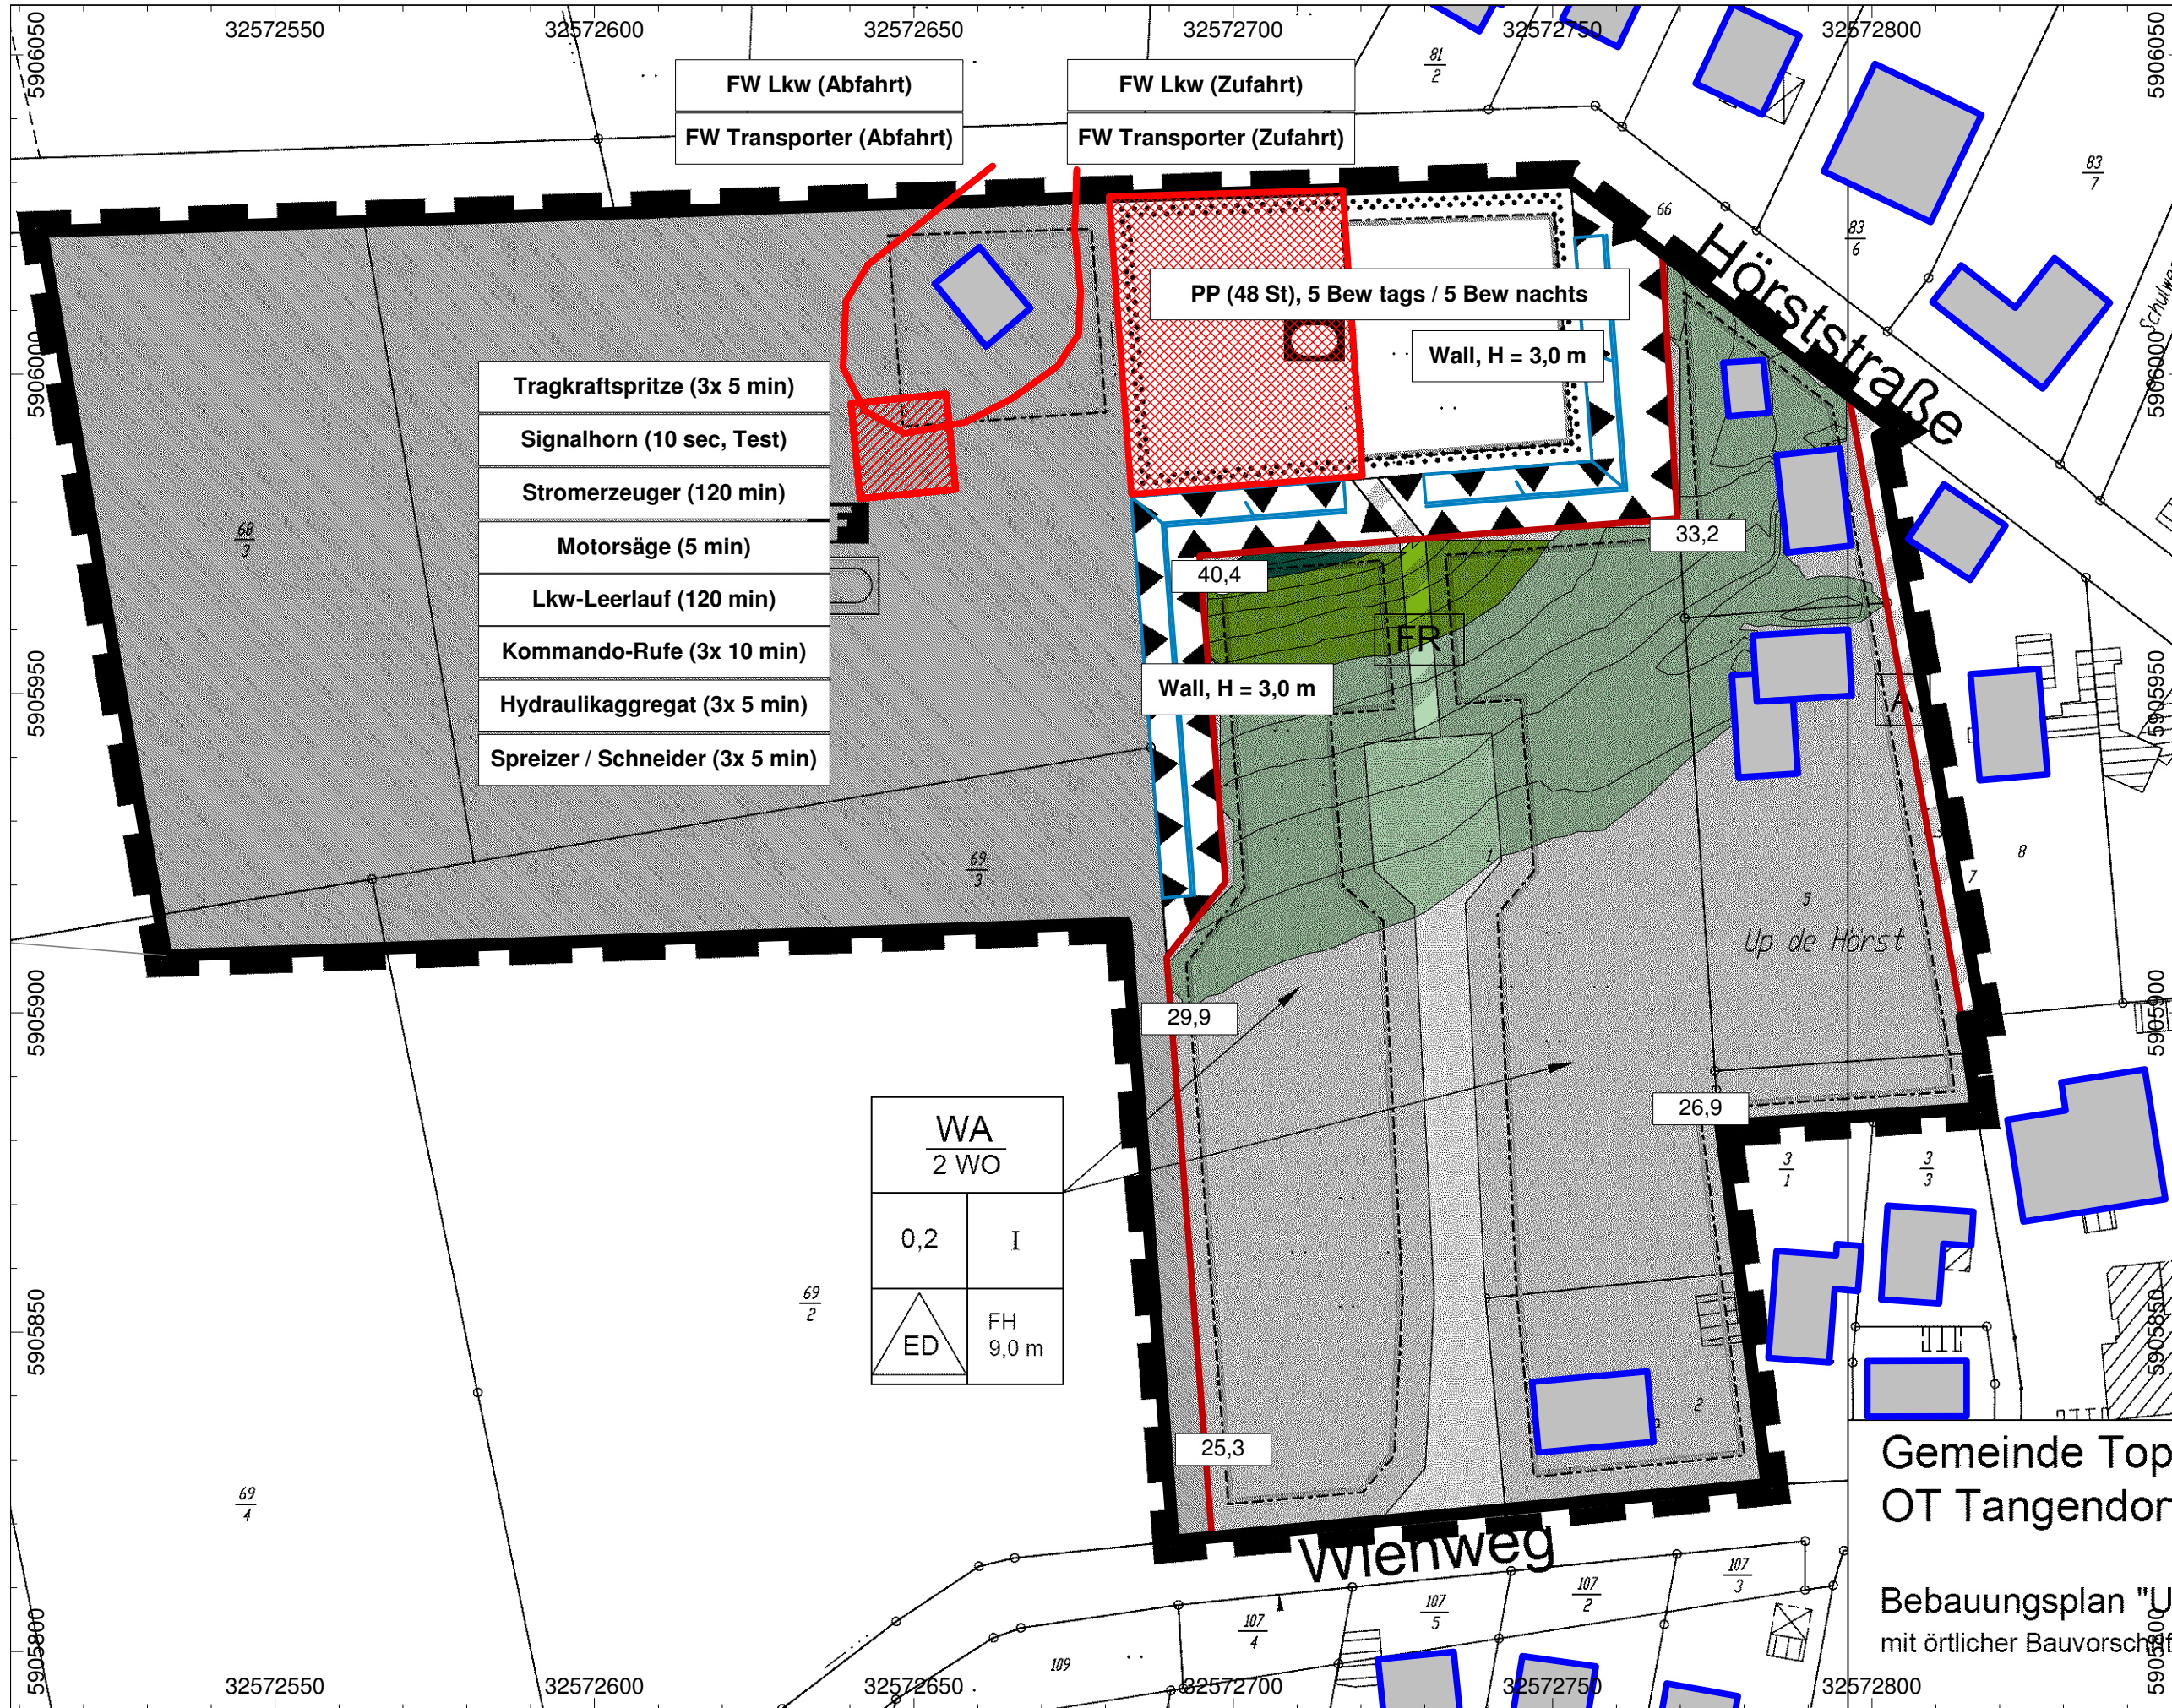 32572550
32572600
32572650
32572700
32572750
32572800
5906050
5906050
FW Lkw (Abfahrt)
FW Lkw (Zufahrt)
FW Transporter (Abfahrt)
FW Transporter (Zufahrt)
81
2
83
7
66
83
6
Hörststraße
PP (48 St), 5 Bew tags / 5 Bew nachts
Wall, H = 3,0 m
5906000
5906000
Tragkraftspritze (3x 5 min)
Signalhorn (10 sec, Test)
Stromerzeuger (120 min)
Motorsäge (5 min)
Lkw-Leerlauf (120 min)
Kommando-Rufe (3x 10 min)
Hydraulikaggregat (3x 5 min)
Spreizer / Schneider (3x 5 min)
F
68
3
33,2
40,4
FR
Wall, H = 3,0 m
A
5905950
5905950
69
3
1
8
7
5
Up de Hörst
29,9
5905900
5905900
26,9
WA
2 WO
0,2
I
ED
FH
9,0 m
3
1
3
3
69
2
5905850
5905850
2
25,3
69
4
Gemeinde Top
OT Tangendor
Wienweg
Bebauungsplan "U
mit örtlicher Bauvorschrif
107
3
107
2
107
5
107
4
109
5905800
5905800
32572550
32572600
32572650
32572700
32572750
32572800